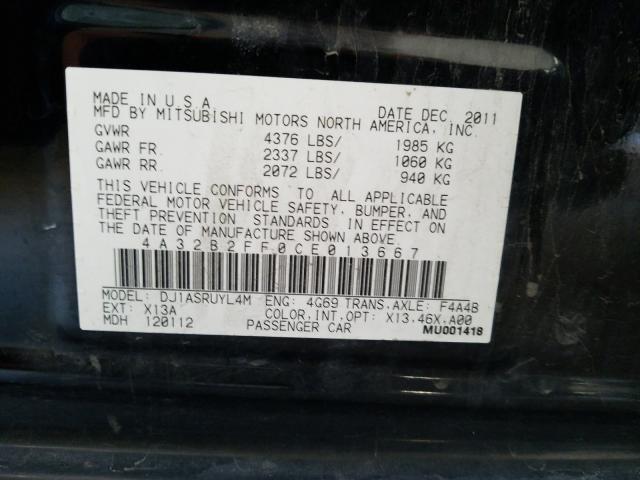 MADE IN U.S.A
DATE DEC, 2011
MFD BY MITSUBISHI MOTORS NORTH AMERICA, INC.
GVWR 4376 LBS/ 1985 KG
GAWR FR. 2337 LBS/ 1060 KG
GAWR RR. 2072 LBS/ 940 KG
THIS VEHICLE CONFORMS TO ALL APPLICABLE
FEDERAL MOTOR VEHICLE SAFETY, BUMPER, AND
THEFT PREVENTION STANDARDS IN EFFECT ON
THE DATE OF MANUFACTURE SHOWN ABOVE.
4A32B2FF0CE013667
MODEL: DJ1ASRUYL4M ENG: 4G69 TRANS.AXLE: F4A4B
EXT: X13A COLOR,INT,OPT: X13,46X,A00
MDH 120112 PASSENGER CAR MU001418